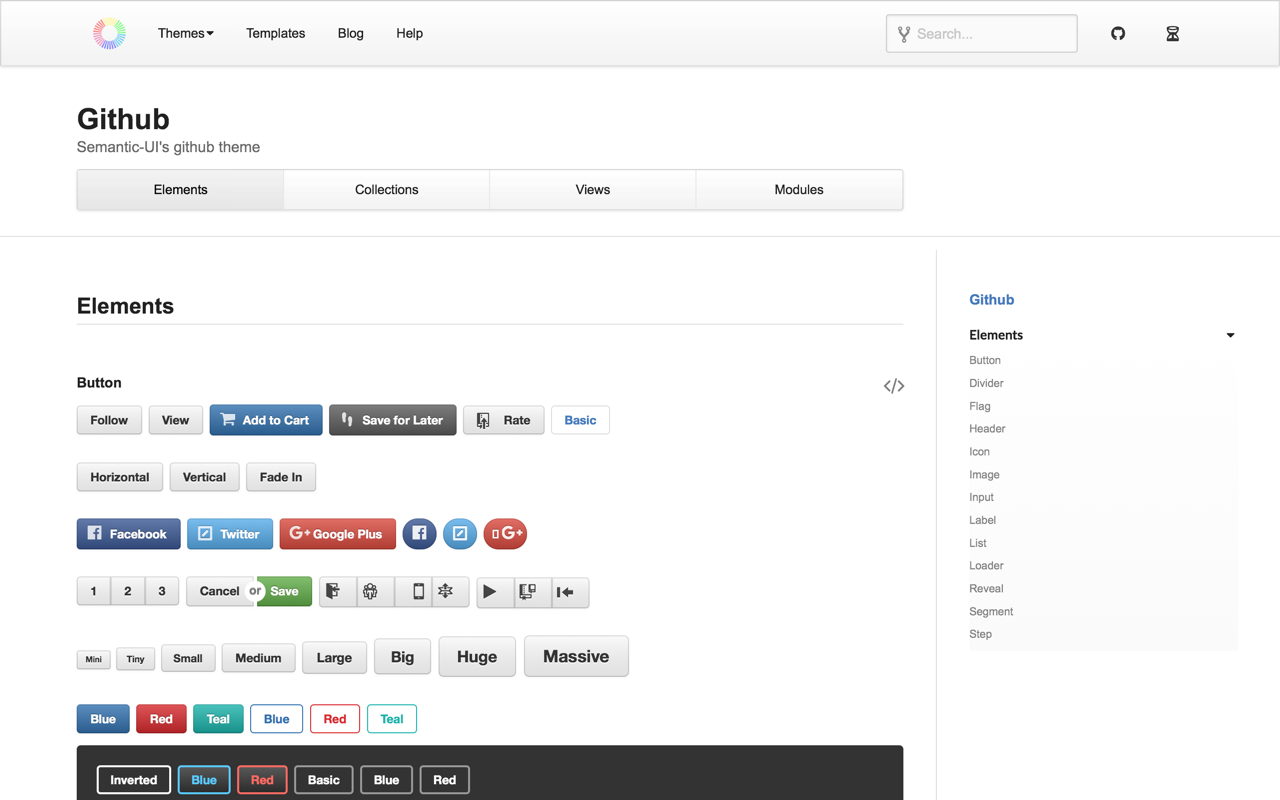 Themes Templates Blog Help Search...
Github
Semantic-UI's github theme
Elements Collections Views Modules
Elements
Button
Follow View Add to Cart Save for Later Rate Basic
Horizontal Vertical Fade In
Facebook Twitter G+ Google Plus G+
1 2 3 Cancel or Save
Mini Tiny Small Medium Large Big Huge Massive
Blue Red Teal Blue Red Teal
Inverted Blue Red Basic Blue Red
Github
Elements
Button
Divider
Flag
Header
Icon
Image
Input
Label
List
Loader
Reveal
Segment
Step